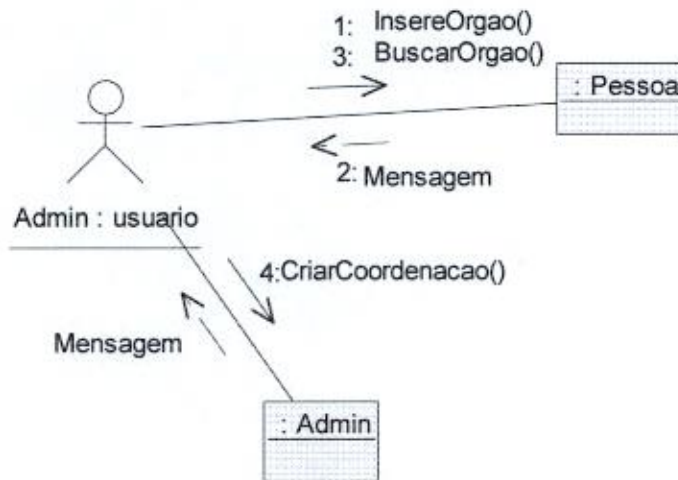 1: InsereOrgao()
3: BuscarOrgao()
: Pessoa
2: Mensagem
Admin : usuario
4:CriarCoordenacao()
Mensagem
: Admin